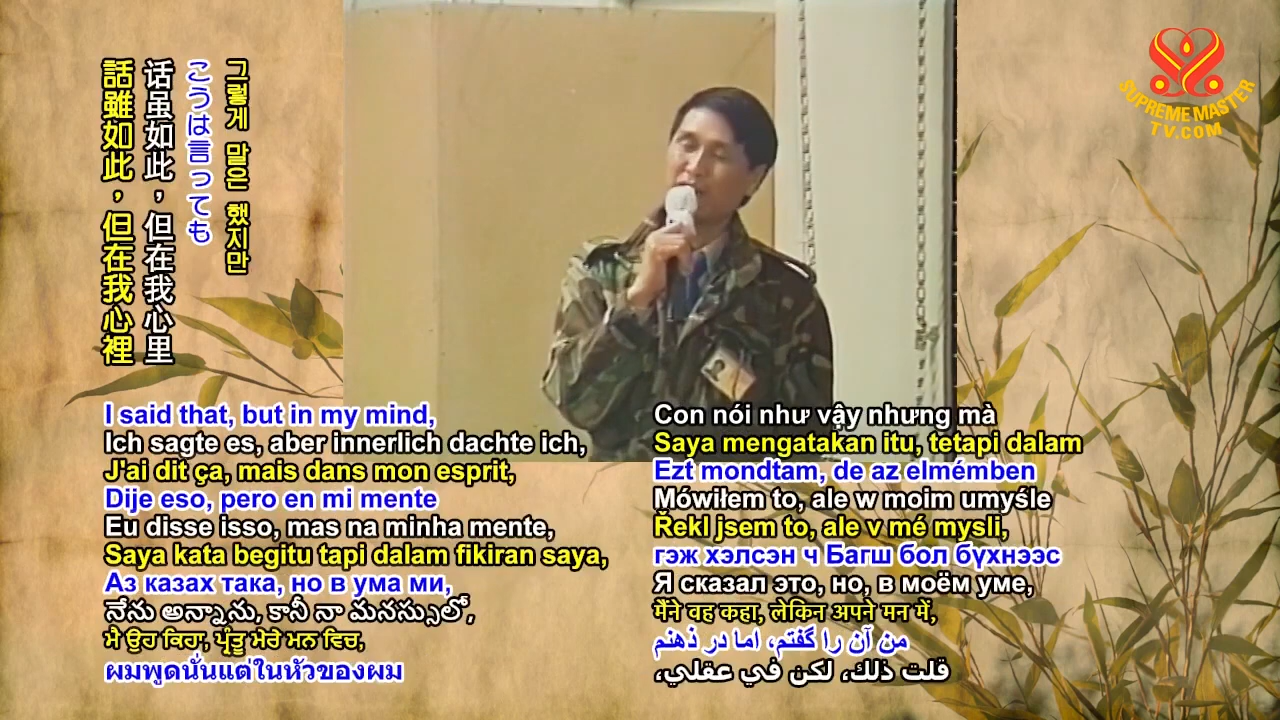 그렇게 말은 했지만
こうは言っても
话虽如此，但在我心里
話雖如此，但在我心裡
SUPREME MASTER
TV.COM
I said that, but in my mind,
Ich sagte es, aber innerlich dachte ich,
J'ai dit ça, mais dans mon esprit,
Dije eso, pero en mi mente
Eu disse isso, mas na minha mente,
Saya kata begitu tapi dalam fikiran saya,
Аз казах така, но в ума ми,
నేను అన్నాను, కానీ నా మనస్సులో,
ਮੈ ਉਹ ਕਿਹਾ, ਪ੍ਰੰਤੂ ਮੇਰੇ ਮਨ ਵਿਚ,
ผมพูดนั่นแต่ในหัวของผม
Con nói như vậy nhưng mà
Saya mengatakan itu, tetapi dalam
Ezt mondtam, de az elmémben
Mówiłem to, ale w moim umyśle
Řekl jsem to, ale v mé mysli,
гэж хэлсэн ч Багш бол бүхнээс
Я сказал это, но, в моём уме,
मैंने वह कहा, लेकिन अपने मन में,
من آن را گفتم، اما در ذهنم
قلت ذلك، لكن في عقلي،